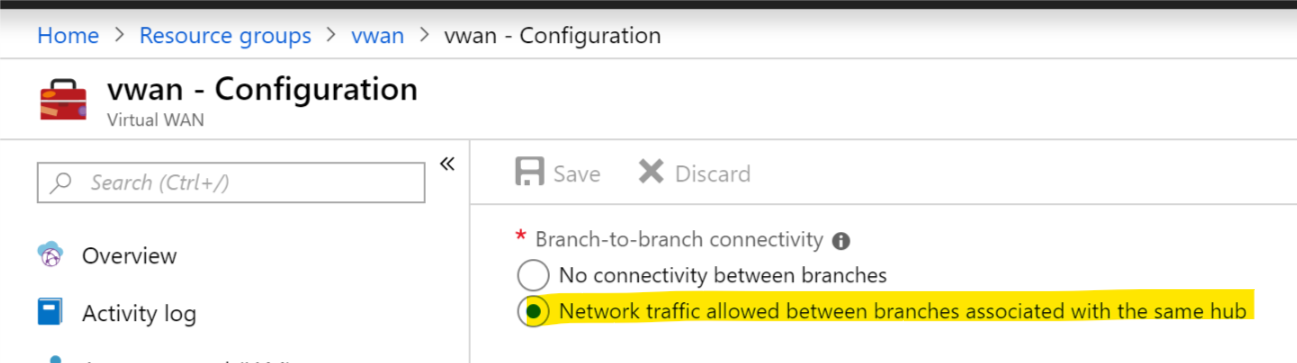 Home > Resource groups > vwan > vwan - Configuration
vwan - Configuration
Virtual WAN
«
Search (Ctrl+/)
Save
Discard
Overview
Activity log
* Branch-to-branch connectivity
No connectivity between branches
Network traffic allowed between branches associated with the same hub